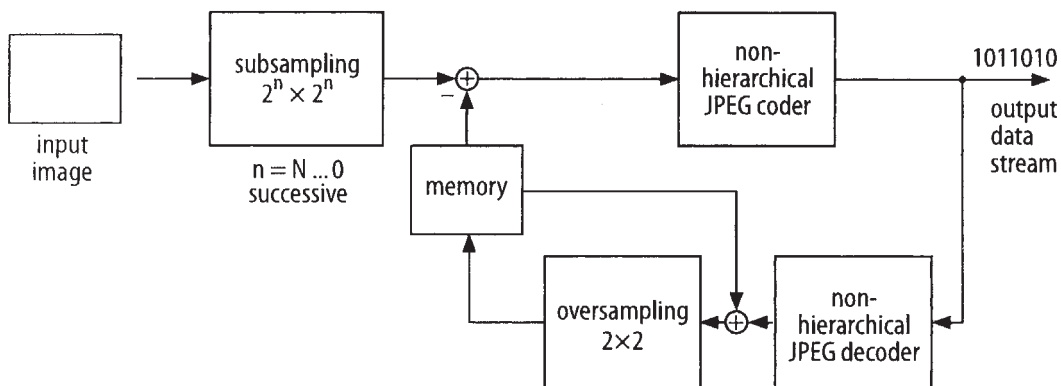 input
image
subsampling
2ⁿ × 2ⁿ
n = N ... 0
successive
+
−
memory
non-
hierarchical
JPEG coder
1011010
output
data
stream
oversampling
2×2
+
non-
hierarchical
JPEG decoder